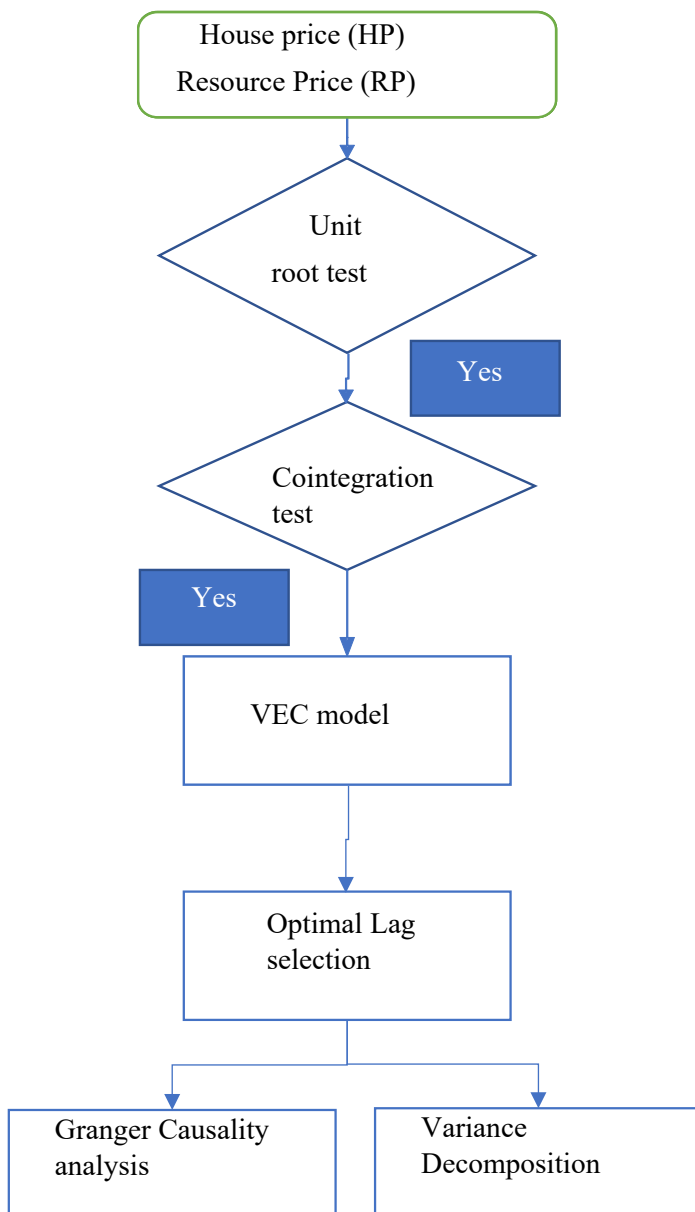 House price (HP)
Resource Price (RP)
Unit
root test
Yes
Cointegration
test
Yes
VEC model
Optimal Lag
selection
Granger Causality
analysis
Variance
Decomposition